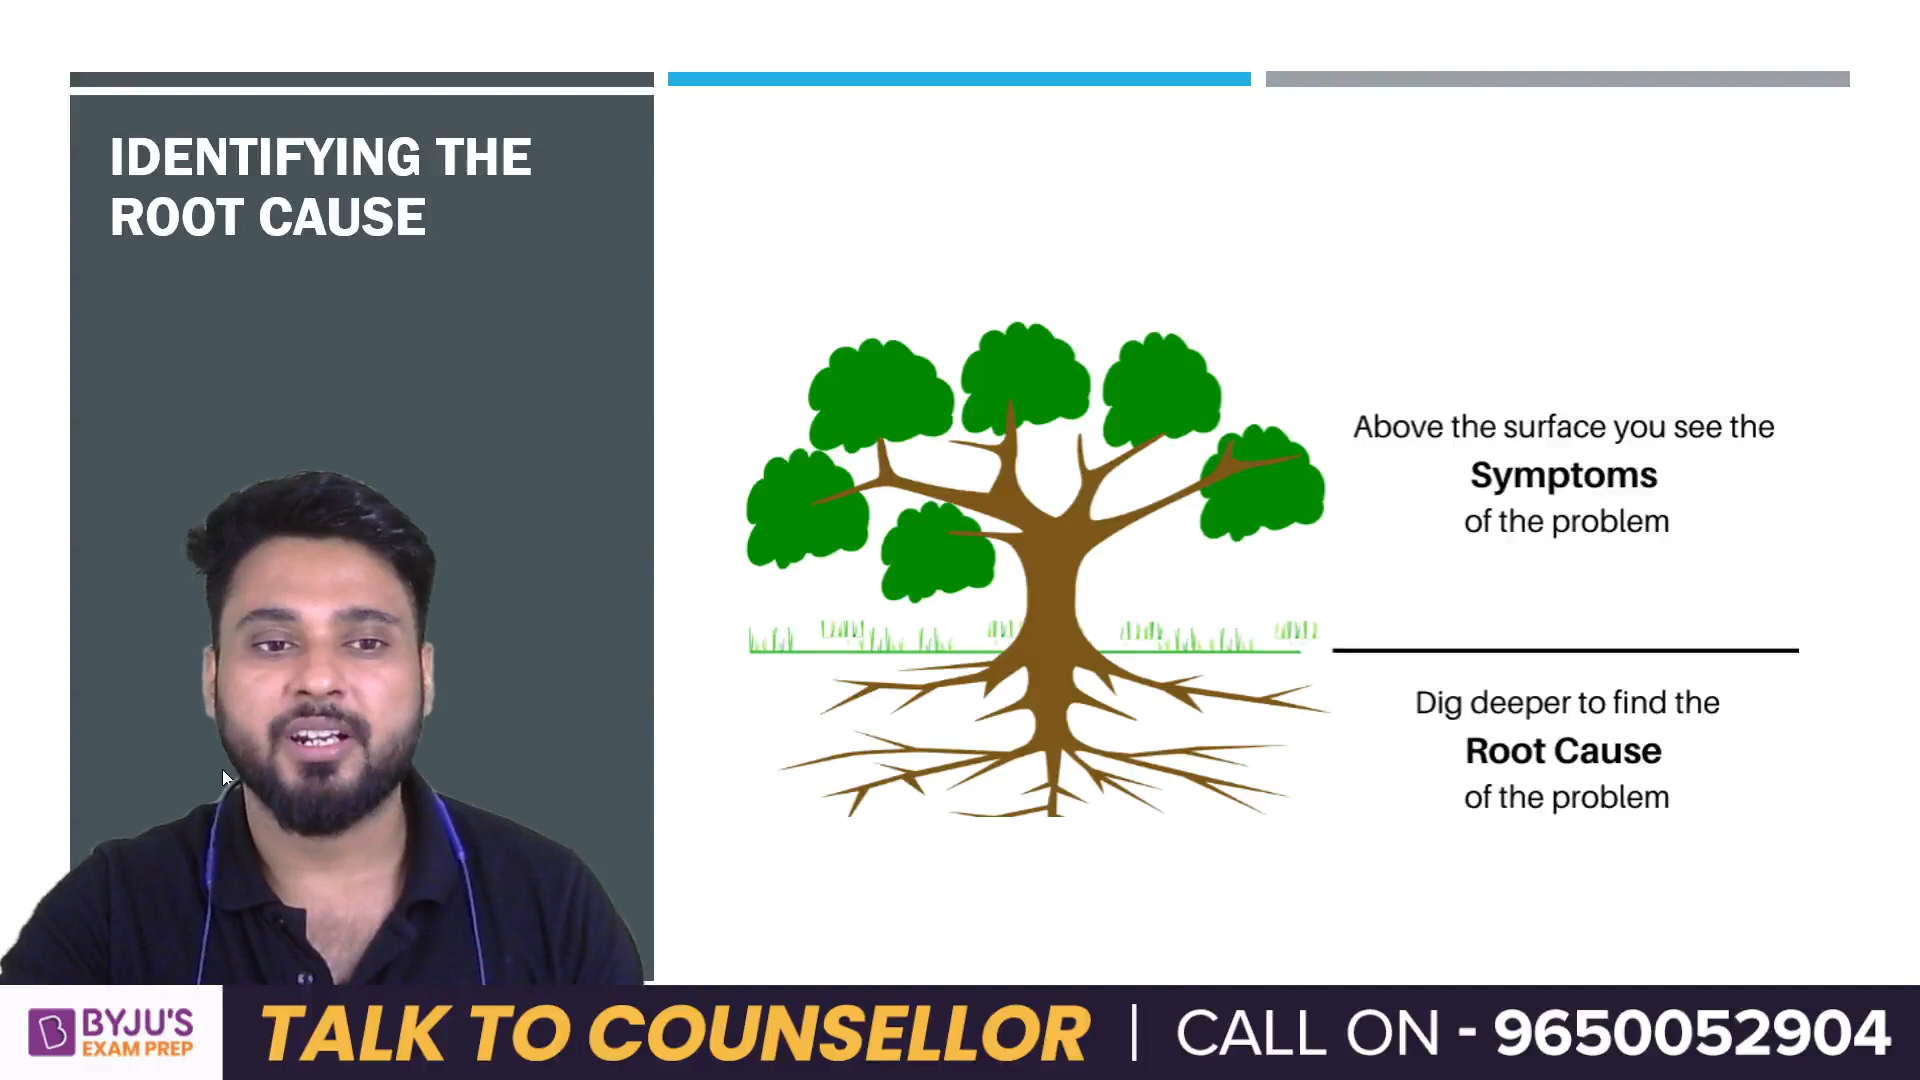 IDENTIFYING THE
ROOT CAUSE
Above the surface you see the
Symptoms
of the problem
Dig deeper to find the
Root Cause
of the problem
BYJU'S
EXAM PREP
TALK TO COUNSELLOR | CALL ON - 9650052904